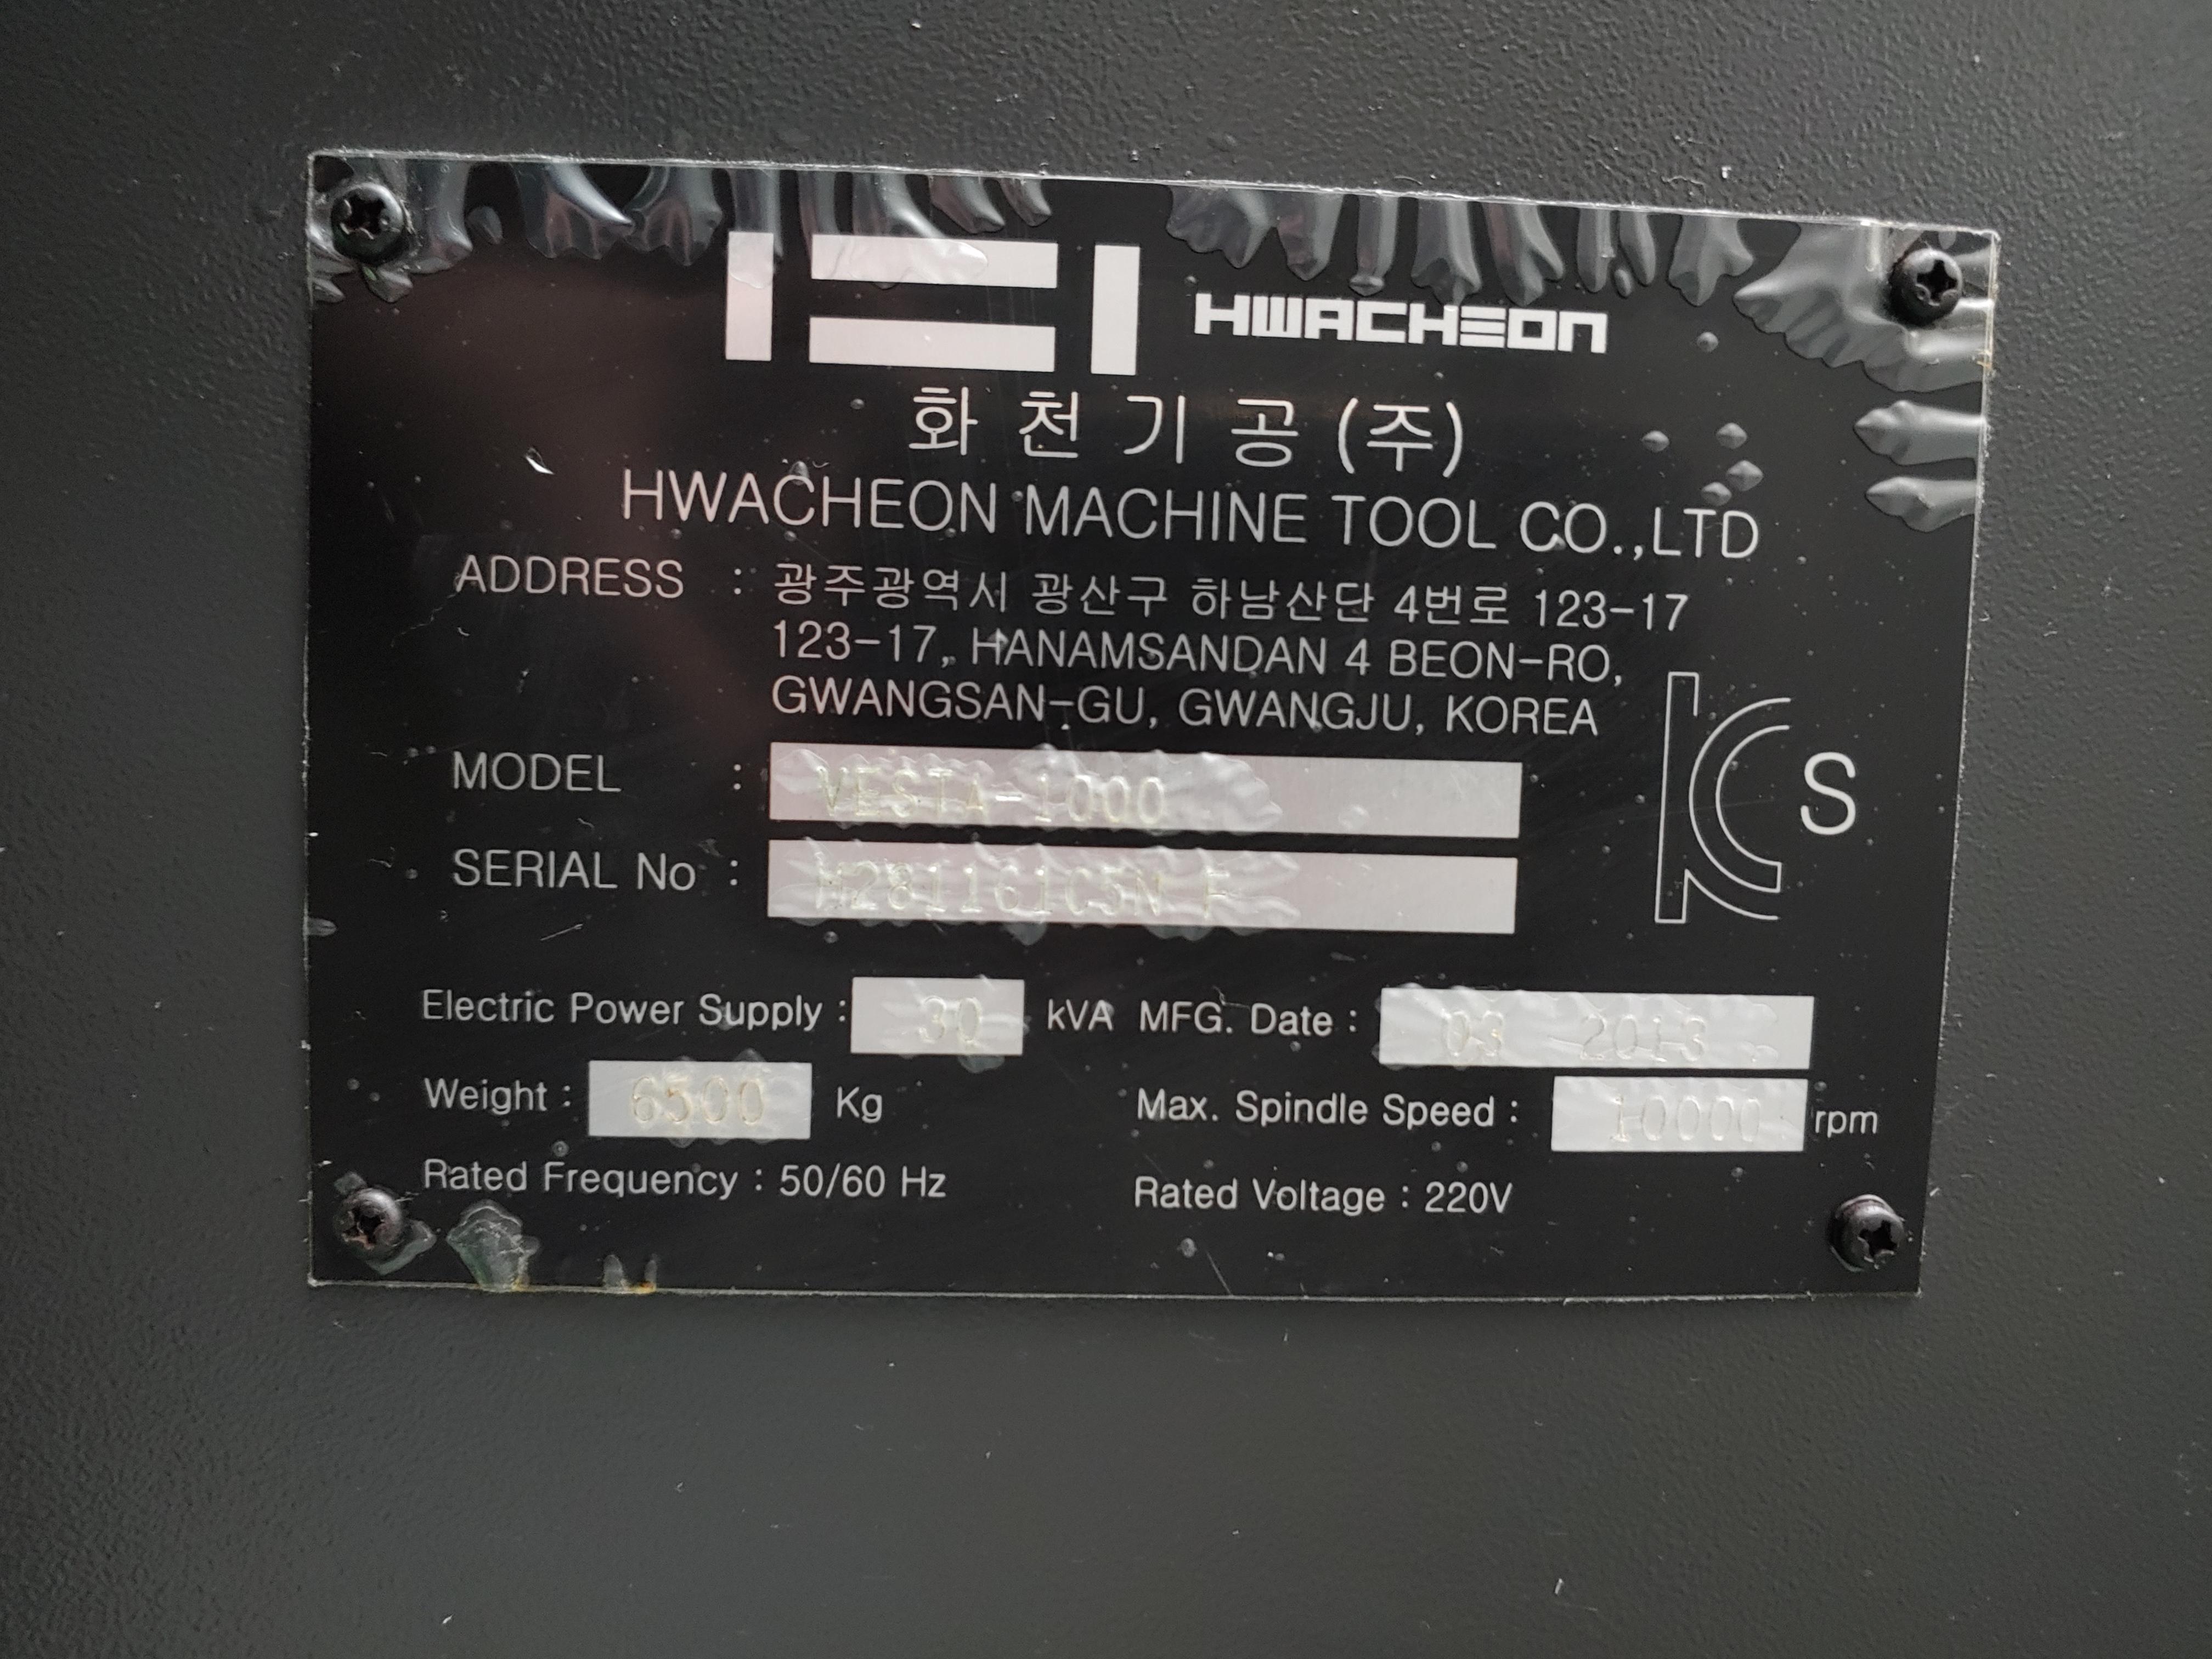 HWACHEON
화천기공(주)
HWACHEON MACHINE TOOL CO.,LTD
ADDRESS : 광주광역시 광산구 하남산단 4번로 123-17
123-17, HANAMSANDAN 4 BEON-RO,
GWANGSAN-GU, GWANGJU, KOREA
MODEL : VESTA-1000
S
SERIAL No :
Electric Power Supply : 30 kVA MFG. Date : 03 2013
Weight : 6500 Kg Max. Spindle Speed : 10000 rpm
Rated Frequency : 50/60 Hz Rated Voltage : 220V